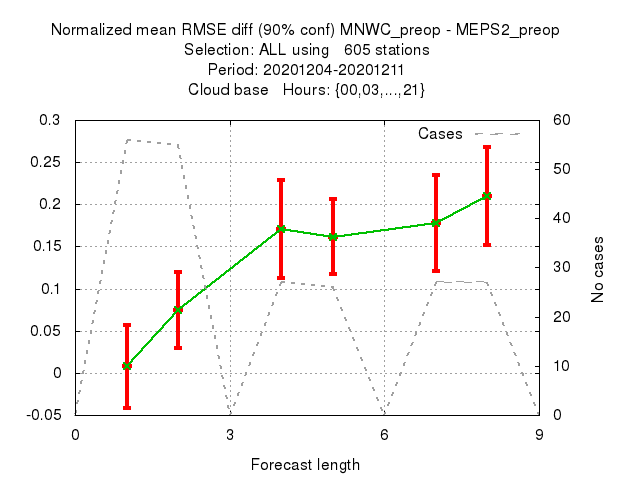 Normalized mean RMSE diff (90% conf) MNWC_preop - MEPS2_preop
Selection: ALL using   605 stations
Period: 20201204-20201211
Cloud base   Hours: {00,03,...,21}
0.3
0.25
0.2
0.15
0.1
0.05
0
-0.05
Cases
60
50
40
30
20
10
0
No cases
0 3 6 9
Forecast length